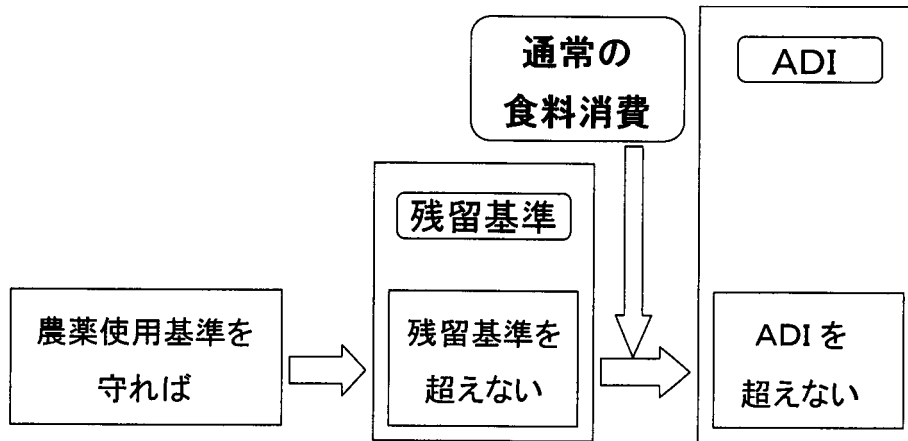 通常の
食料消費
ADI
残留基準
農薬使用基準を
守れば
残留基準を
超えない
ADI を
超えない